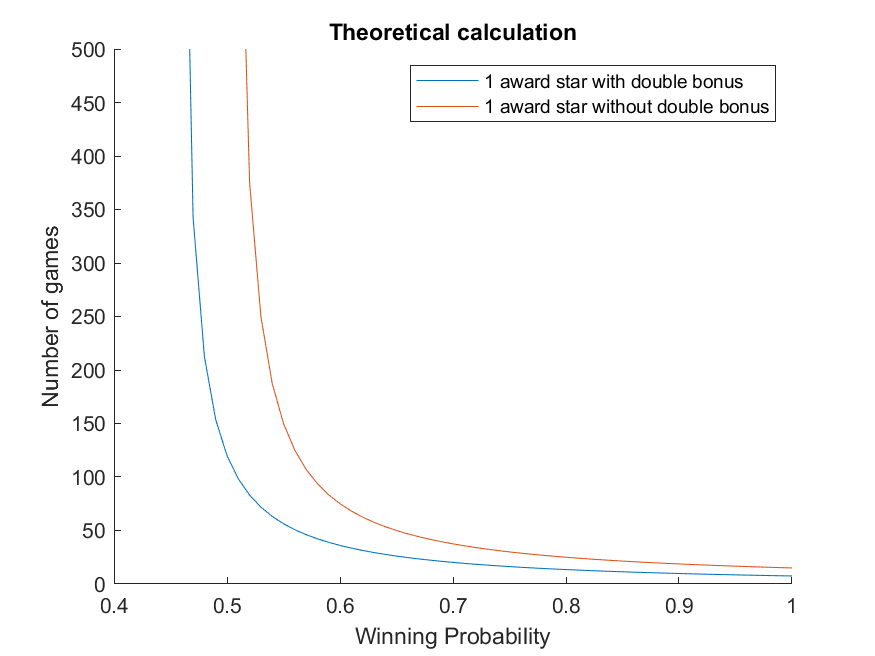 Theoretical calculation
1 award star with double bonus
1 award star without double bonus
Number of games
500
450
400
350
300
250
200
150
100
50
0
0.4 0.5 0.6 0.7 0.8 0.9 1
Winning Probability